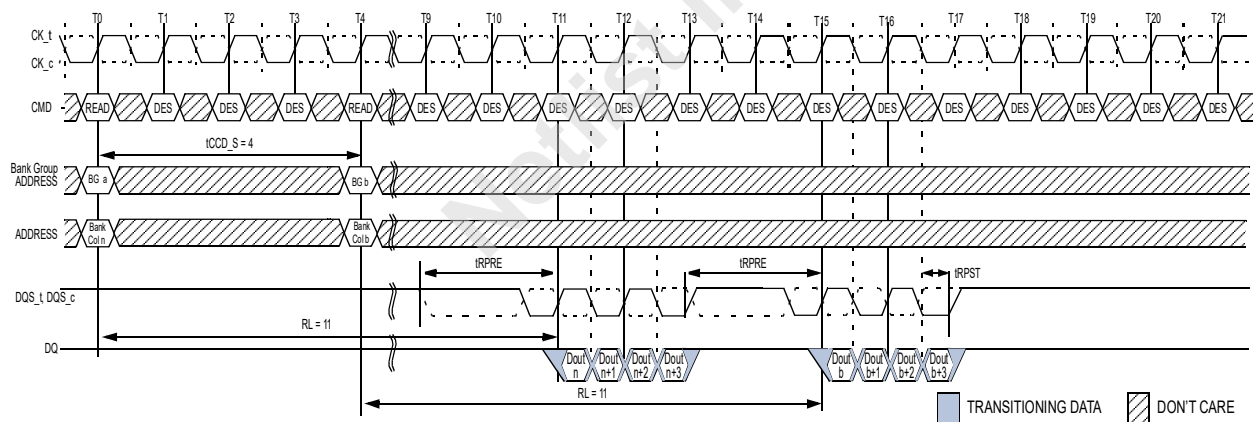 T0 T1 T2 T3 T4 T9 T10 T11 T12 T13 T14 T15 T16 T17 T18 T19 T20 T21
CK_t
CK_c
CMD READ DES DES DES READ DES DES DES DES DES DES DES DES DES DES DES DES DES
tCCD_S = 4
Bank Group
ADDRESS BG a BG b
ADDRESS Bank Col n Bank Col b
tRPRE tRPRE tRPST
DQS_t, DQS_c
RL = 11
DQ Dout n Dout n+1 Dout n+2 Dout n+3 Dout b Dout b+1 Dout b+2 Dout b+3
RL = 11
TRANSITIONING DATA DON'T CARE
Netlist